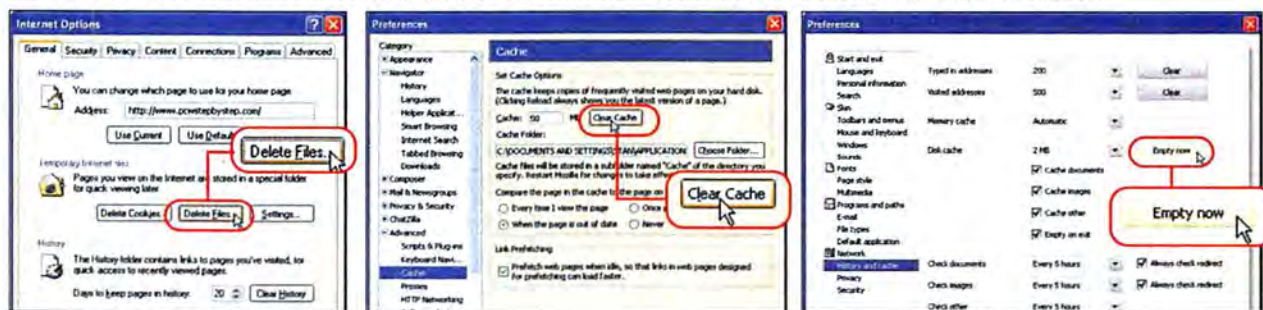 Internet Options
General Security Privacy Content Connections Programs Advanced
Home page
You can change which page to use for your home page.
Address: http://www.pcwstepbystep.com/
Use Current Use Default
Delete Files...
Temporary Internet files
Pages you view on the Internet are stored in a special folder
for quick viewing later.
Delete Cookies... Delete Files... Settings...
History
The History folder contains links to pages you've visited, for
quick access to recently viewed pages.
Days to keep pages in history: 20 Clear History
Preferences
Category
Appearance
Navigator
History
Languages
Helper Applicat...
Smart Browsing
Internet Search
Tabbed Browsing
Downloads
Composer
Mail & Newsgroups
Privacy & Security
ChatZilla
Advanced
Scripts & Plug-ins
Keyboard Navi...
Cache
Proxies
HTTP Networking
Cache
Set Cache Options
The cache keeps copies of frequently visited web pages on your hard disk.
(Clicking Reload always shows you the latest version of a page.)
Cache: 50 MB Clear Cache
Cache Folder:
C:\DOCUMENTS AND SETTINGS\STAN\APPLICATION Choose Folder...
Cache files will be stored in a subfolder named "Cache" of the directory you
specify. Restart Mozilla for changes to take effect.
Compare the page in the cache to the page on
Every time I view the page Once a
When the page is out of date Never
Clear Cache
Link Prefetching
Prefetch web pages when idle, so that links in web pages designed
for prefetching can load faster.
Preferences
Start and exit
Languages
Personal information
Search
Skin
Toolbars and menus
Mouse and keyboard
Windows
Sounds
Fonts
Page style
Multimedia
Programs and paths
E-mail
File types
Default application
Network
History and cache
Privacy
Security
Typed in addresses 200 Clear
Visited addresses 500 Clear
Memory cache Automatic
Disk cache 2 MB Empty now
Cache documents
Cache images
Cache other
Empty on exit
Empty now
Check documents Every 5 hours Always check redirect
Check images Every 5 hours Always check redirect
Check other Every 5 hours